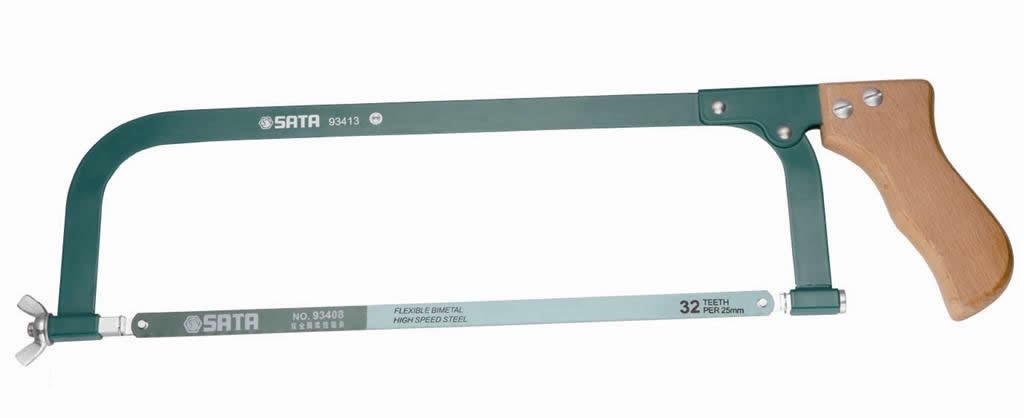 SATA 93413
SATA
NO. 93408
FLEXIBLE BIMETAL
HIGH SPEED STEEL
32 TEETH
PER 25mm